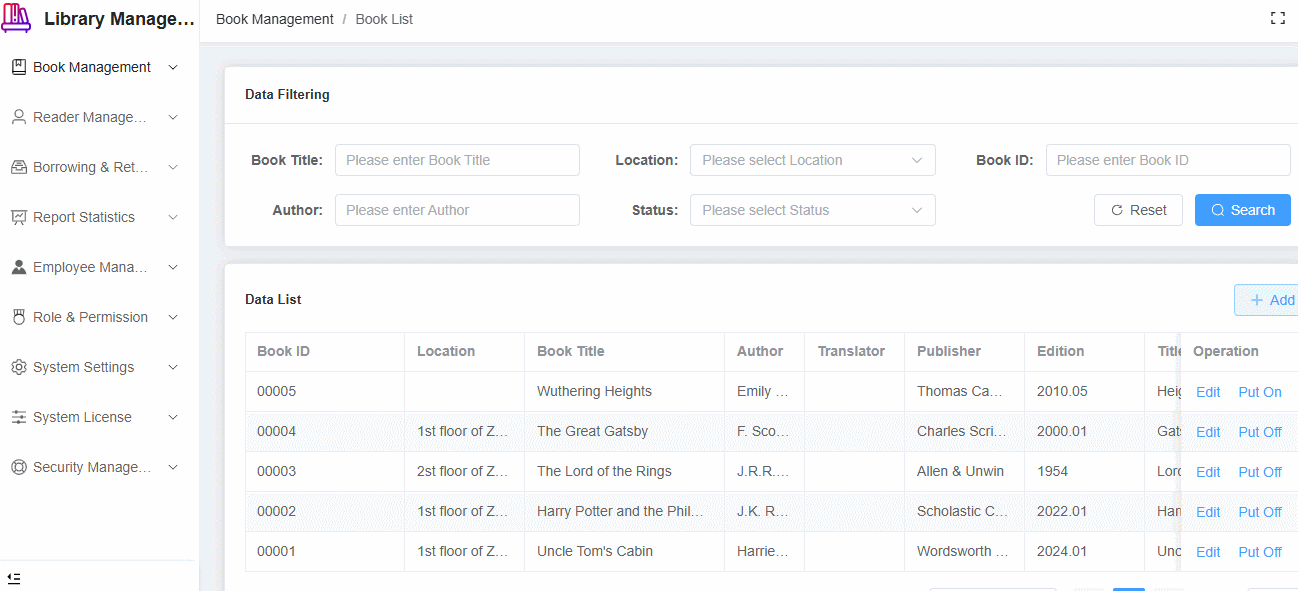 Library Manage...
Book Management / Book List
Book Management
Reader Manage...
Borrowing & Ret...
Report Statistics
Employee Mana...
Role & Permission
System Settings
System License
Security Manage...
Data Filtering
Book Title: Please enter Book Title Location: Please select Location Book ID: Please enter Book ID
Author: Please enter Author Status: Please select Status Reset Search
Data List
Add
Book ID Location Book Title Author Translator Publisher Edition Title Operation
00005 Wuthering Heights Emily ... Thomas Ca... 2010.05 Heig Edit Put On
00004 1st floor of Z... The Great Gatsby F. Sco... Charles Scri... 2000.01 Gats Edit Put Off
00003 2st floor of Z... The Lord of the Rings J.R.R.... Allen & Unwin 1954 Lord Edit Put Off
00002 1st floor of Z... Harry Potter and the Phil... J.K. R... Scholastic C... 2022.01 Harr Edit Put Off
00001 1st floor of Z... Uncle Tom's Cabin Harrie... Wordsworth ... 2024.01 Unc Edit Put Off